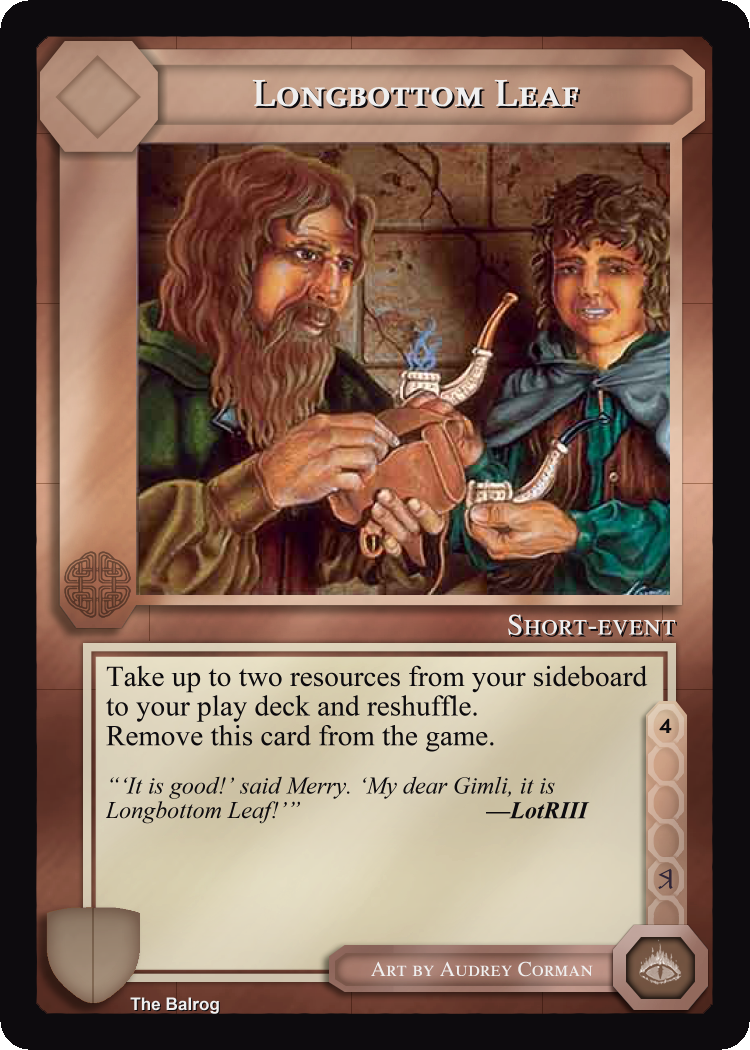 Longbottom Leaf
Short-event
Take up to two resources from your sideboard
to your play deck and reshuffle.
Remove this card from the game.
“‘It is good!’ said Merry. ‘My dear Gimli, it is
Longbottom Leaf!’” —LotRIII
4
Art by Audrey Corman
The Balrog